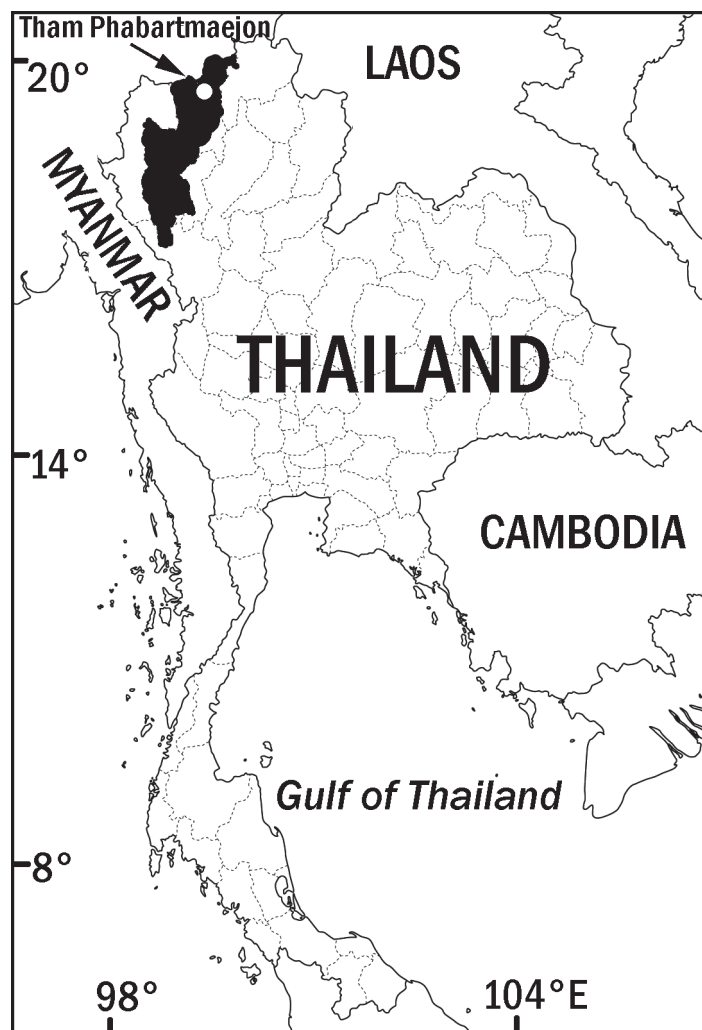 Tham Phabartmaejon
LAOS
20°
MYANMAR
THAILAND
14°
CAMBODIA
Gulf of Thailand
8°
98°
104°E